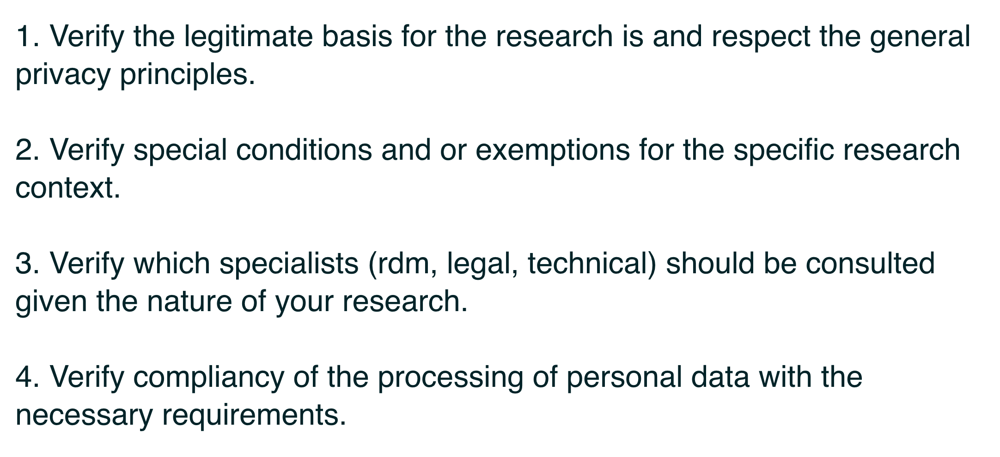 1. Verify the legitimate basis for the research is and respect the general
privacy principles.
2. Verify special conditions and or exemptions for the specific research
context.
3. Verify which specialists (rdm, legal, technical) should be consulted
given the nature of your research.
4. Verify compliancy of the processing of personal data with the
necessary requirements.